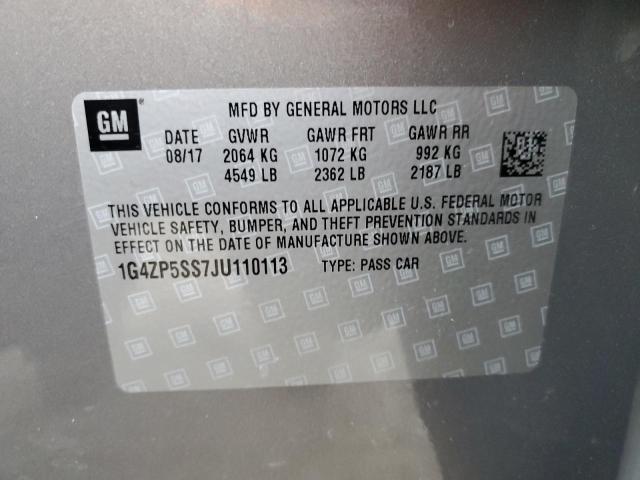 GM
MFD BY GENERAL MOTORS LLC
DATE GVWR GAWR FRT GAWR RR
08/17 2064 KG 1072 KG 992 KG
4549 LB 2362 LB 2187 LB
THIS VEHICLE CONFORMS TO ALL APPLICABLE U.S. FEDERAL MOTOR
VEHICLE SAFETY, BUMPER, AND THEFT PREVENTION STANDARDS IN
EFFECT ON THE DATE OF MANUFACTURE SHOWN ABOVE.
1G4ZP5SS7JU110113 TYPE: PASS CAR